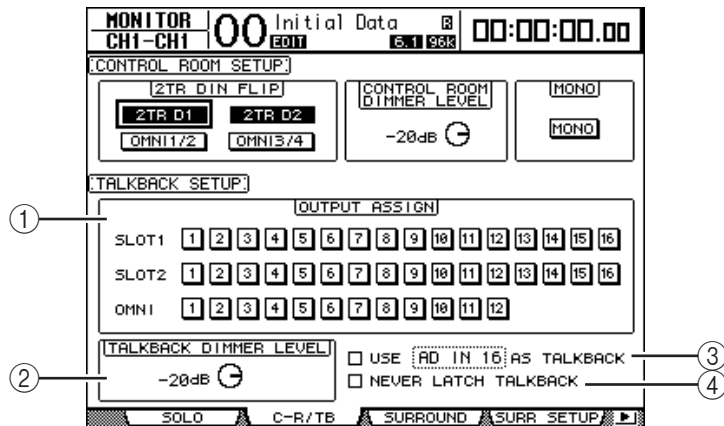 MONITOR
CH1-CH1
00 Initial Data R
EDIT 6.1 96k
00:00:00.00
CONTROL ROOM SETUP
2TR DIN FLIP
2TR D1 2TR D2
OMNI1/2 OMNI3/4
CONTROL ROOM
DIMMER LEVEL
-20dB
MONO
MONO
TALKBACK SETUP
1
OUTPUT ASSIGN
SLOT1 1 2 3 4 5 6 7 8 9 10 11 12 13 14 15 16
SLOT2 1 2 3 4 5 6 7 8 9 10 11 12 13 14 15 16
OMNI 1 2 3 4 5 6 7 8 9 10 11 12
TALKBACK DIMMER LEVEL
2
-20dB
USE AD IN 16 AS TALKBACK 3
NEVER LATCH TALKBACK 4
SOLO C-R/TB SURROUND SURR SETUP